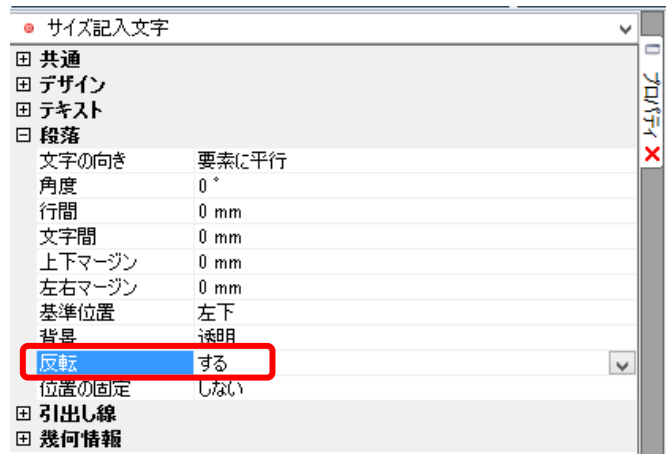 サイズ記入文字
共通
デザイン
テキスト
段落
文字の向き 要素に平行
角度 0 °
行間 0 mm
文字間 0 mm
上下マージン 0 mm
左右マージン 0 mm
基準位置 左下
背景 透明
反転 する
位置の固定 しない
引出し線
幾何情報
プロパティ